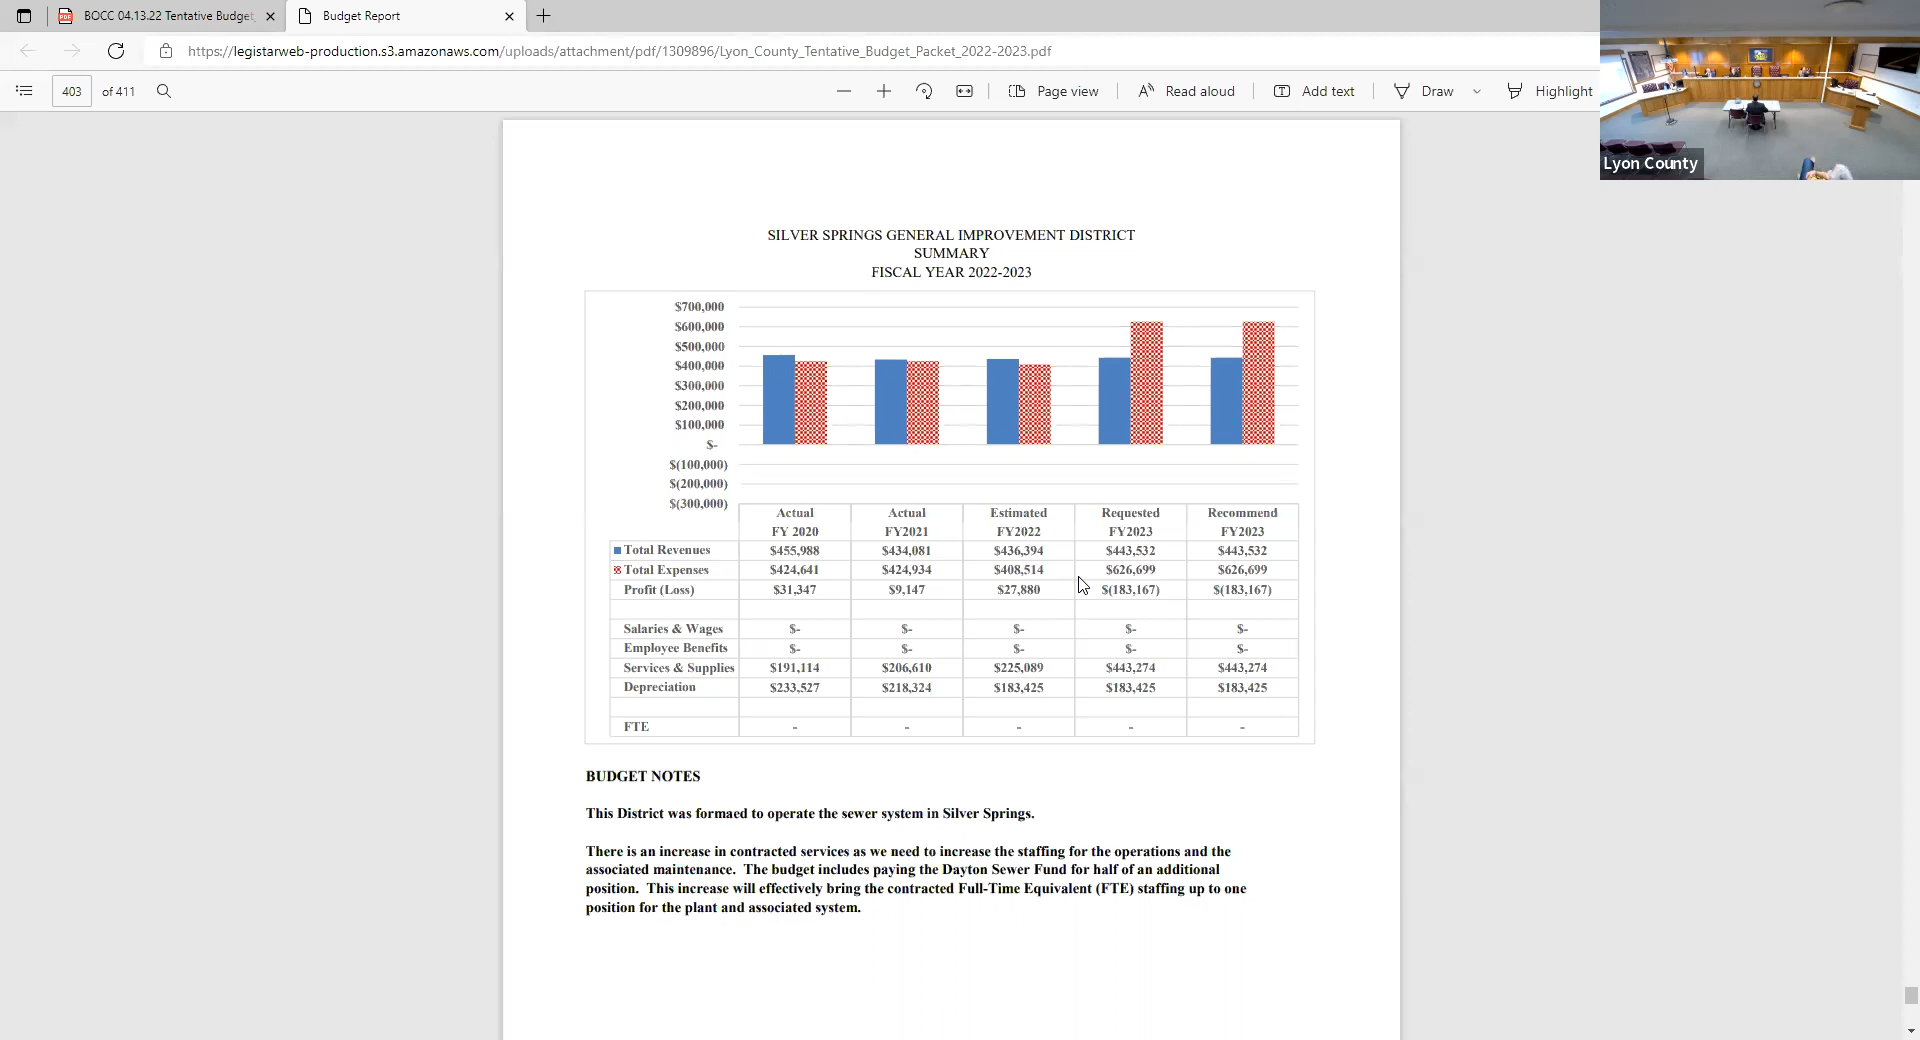 BOCC 04.13.22 Tentative Budget
Budget Report
https://legistarweb-production.s3.amazonaws.com/uploads/attachment/pdf/1309896/Lyon_County_Tentative_Budget_Packet_2022-2023.pdf
403 of 411
Page view
Read aloud
Add text
Draw
Highlight
Lyon County
SILVER SPRINGS GENERAL IMPROVEMENT DISTRICT
SUMMARY
FISCAL YEAR 2022-2023
$700,000
$600,000
$500,000
$400,000
$300,000
$200,000
$100,000
$-
$(100,000)
$(200,000)
$(300,000)
Actual Actual Estimated Requested Recommend
FY 2020 FY2021 FY2022 FY2023 FY2023
Total Revenues $455,988 $434,081 $436,394 $443,532 $443,532
Total Expenses $424,641 $424,934 $408,514 $626,699 $626,699
Profit (Loss) $31,347 $9,147 $27,880 $(183,167) $(183,167)
Salaries & Wages $- $- $- $- $-
Employee Benefits $- $- $- $- $-
Services & Supplies $191,114 $206,610 $225,089 $443,274 $443,274
Depreciation $233,527 $218,324 $183,425 $183,425 $183,425
FTE - - - - -
BUDGET NOTES
This District was formaed to operate the sewer system in Silver Springs.
There is an increase in contracted services as we need to increase the staffing for the operations and the
associated maintenance. The budget includes paying the Dayton Sewer Fund for half of an additional
position. This increase will effectively bring the contracted Full-Time Equivalent (FTE) staffing up to one
position for the plant and associated system.